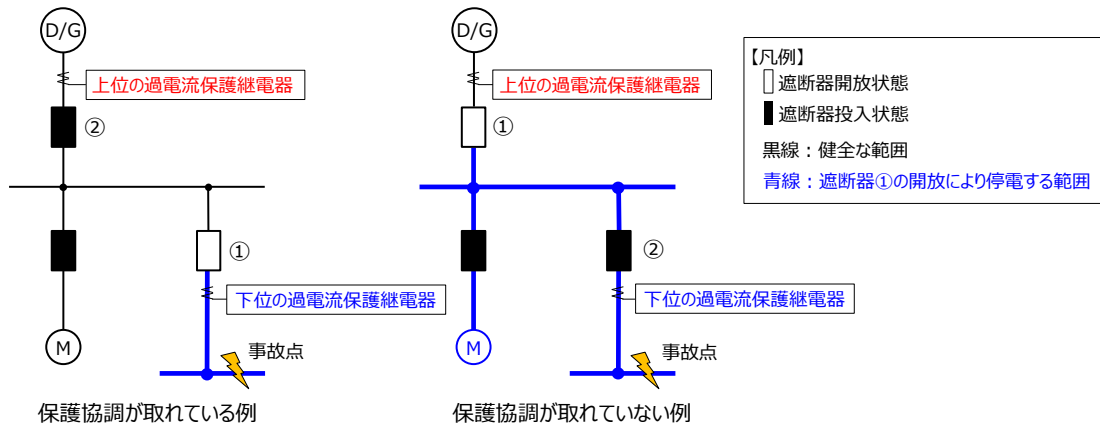 D/G
上位の過電流保護継電器
②
①
下位の過電流保護継電器
M
事故点
保護協調が取れている例
D/G
上位の過電流保護継電器
①
②
下位の過電流保護継電器
M
事故点
保護協調が取れていない例
【凡例】
遮断器開放状態
遮断器投入状態
黒線：健全な範囲
青線：遮断器①の開放により停電する範囲